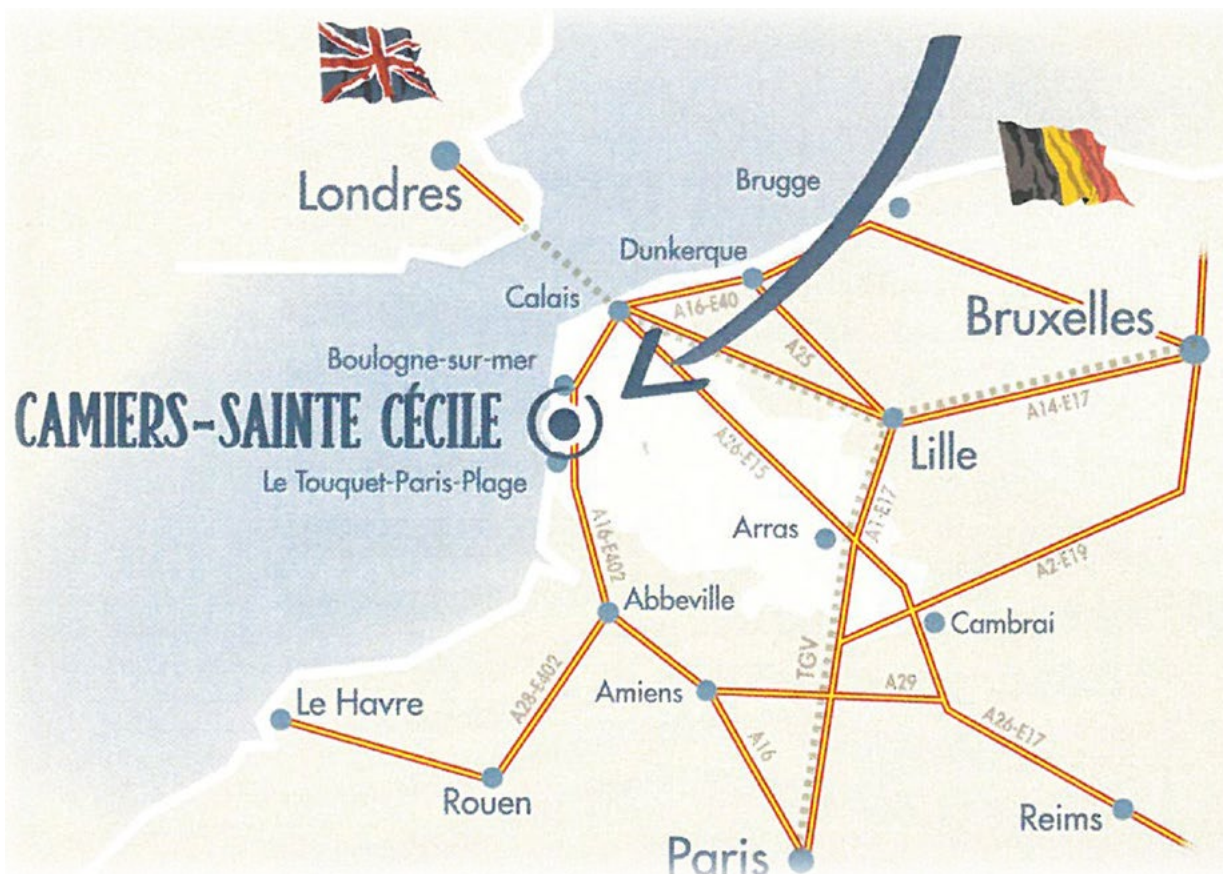 Londres
Brugge
Dunkerque
Calais
A16-E40
Bruxelles
A25
Boulogne-sur-mer
CAMIERS-SAINTE CÉCILE
A14-E17
Lille
A26-E15
Le Touquet-Paris-Plage
A1-E17
Arras
A16-E402
A2-E19
Abbeville
Cambrai
TGV
A28-E402
Amiens
A29
Le Havre
A26-E17
A16
Rouen
Reims
Paris